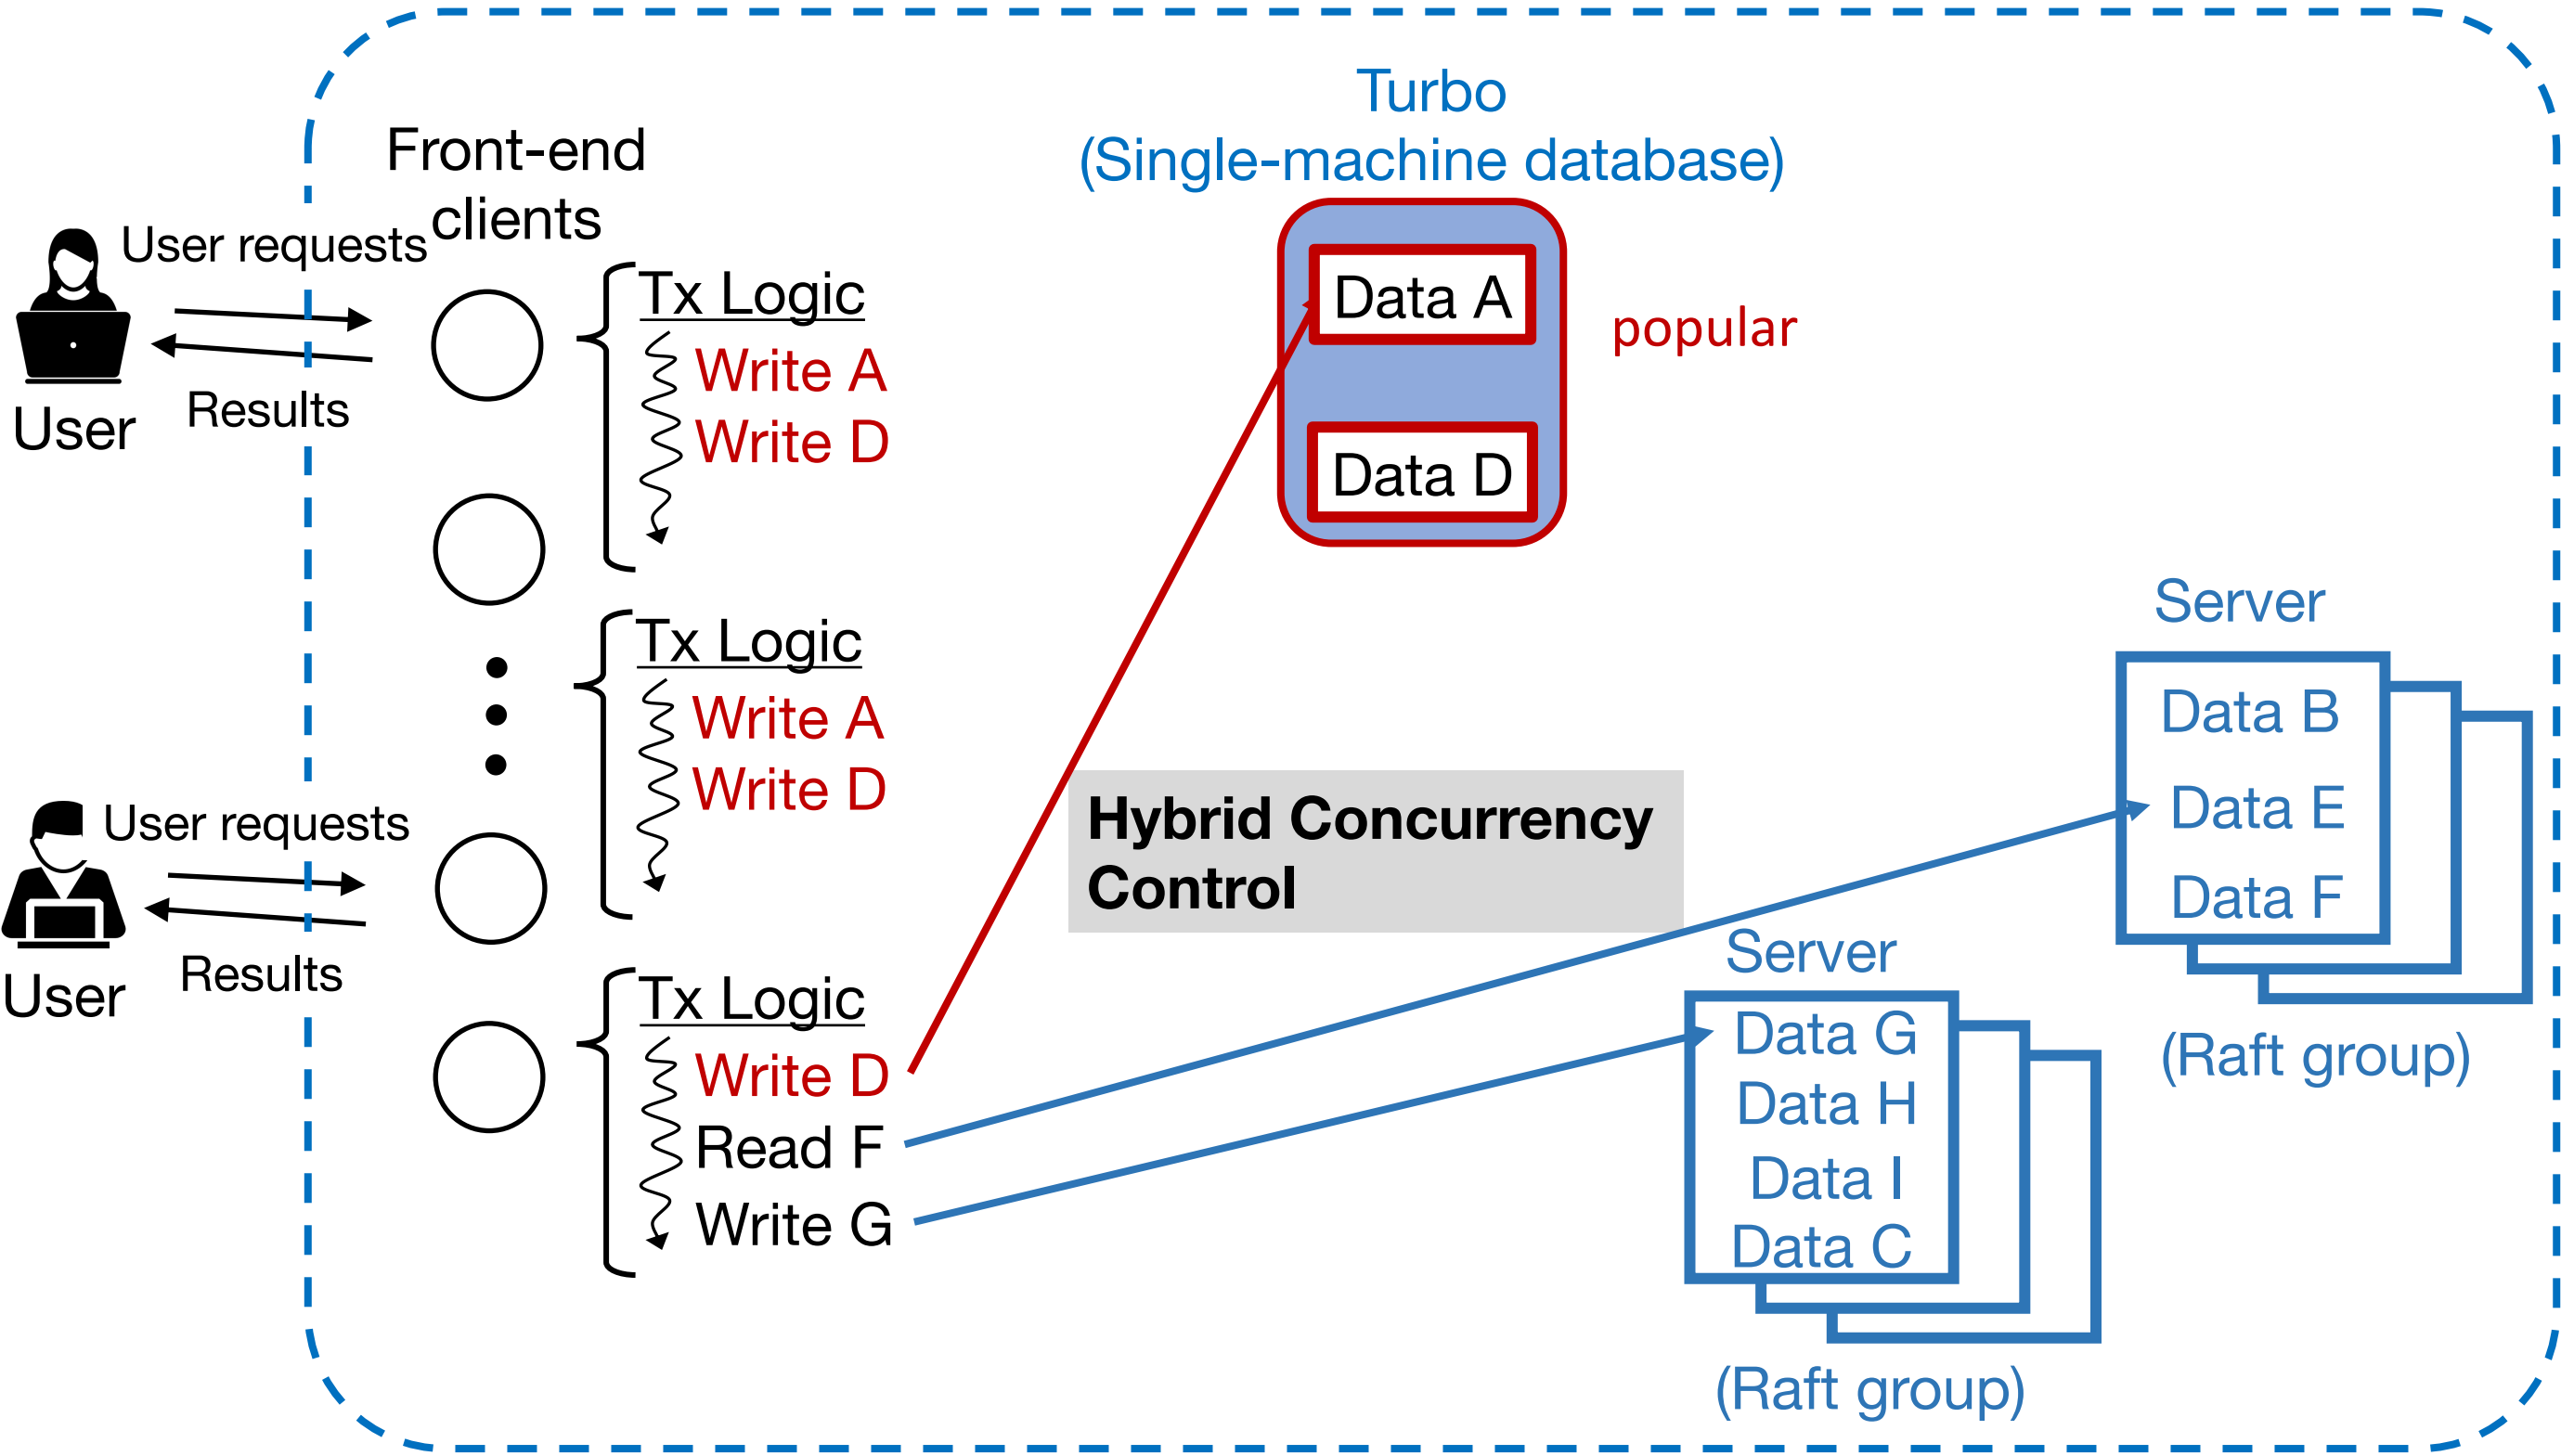 Turbo
(Single-machine database)
Front-end
clients
User requests
Results
User
Tx Logic
Write A
Write D
Data A
popular
Data D
Tx Logic
Write A
Write D
User requests
Results
User
Hybrid Concurrency
Control
Server
Data B
Data E
Data F
(Raft group)
Tx Logic
Write D
Read F
Write G
Server
Data G
Data H
Data I
Data C
(Raft group)